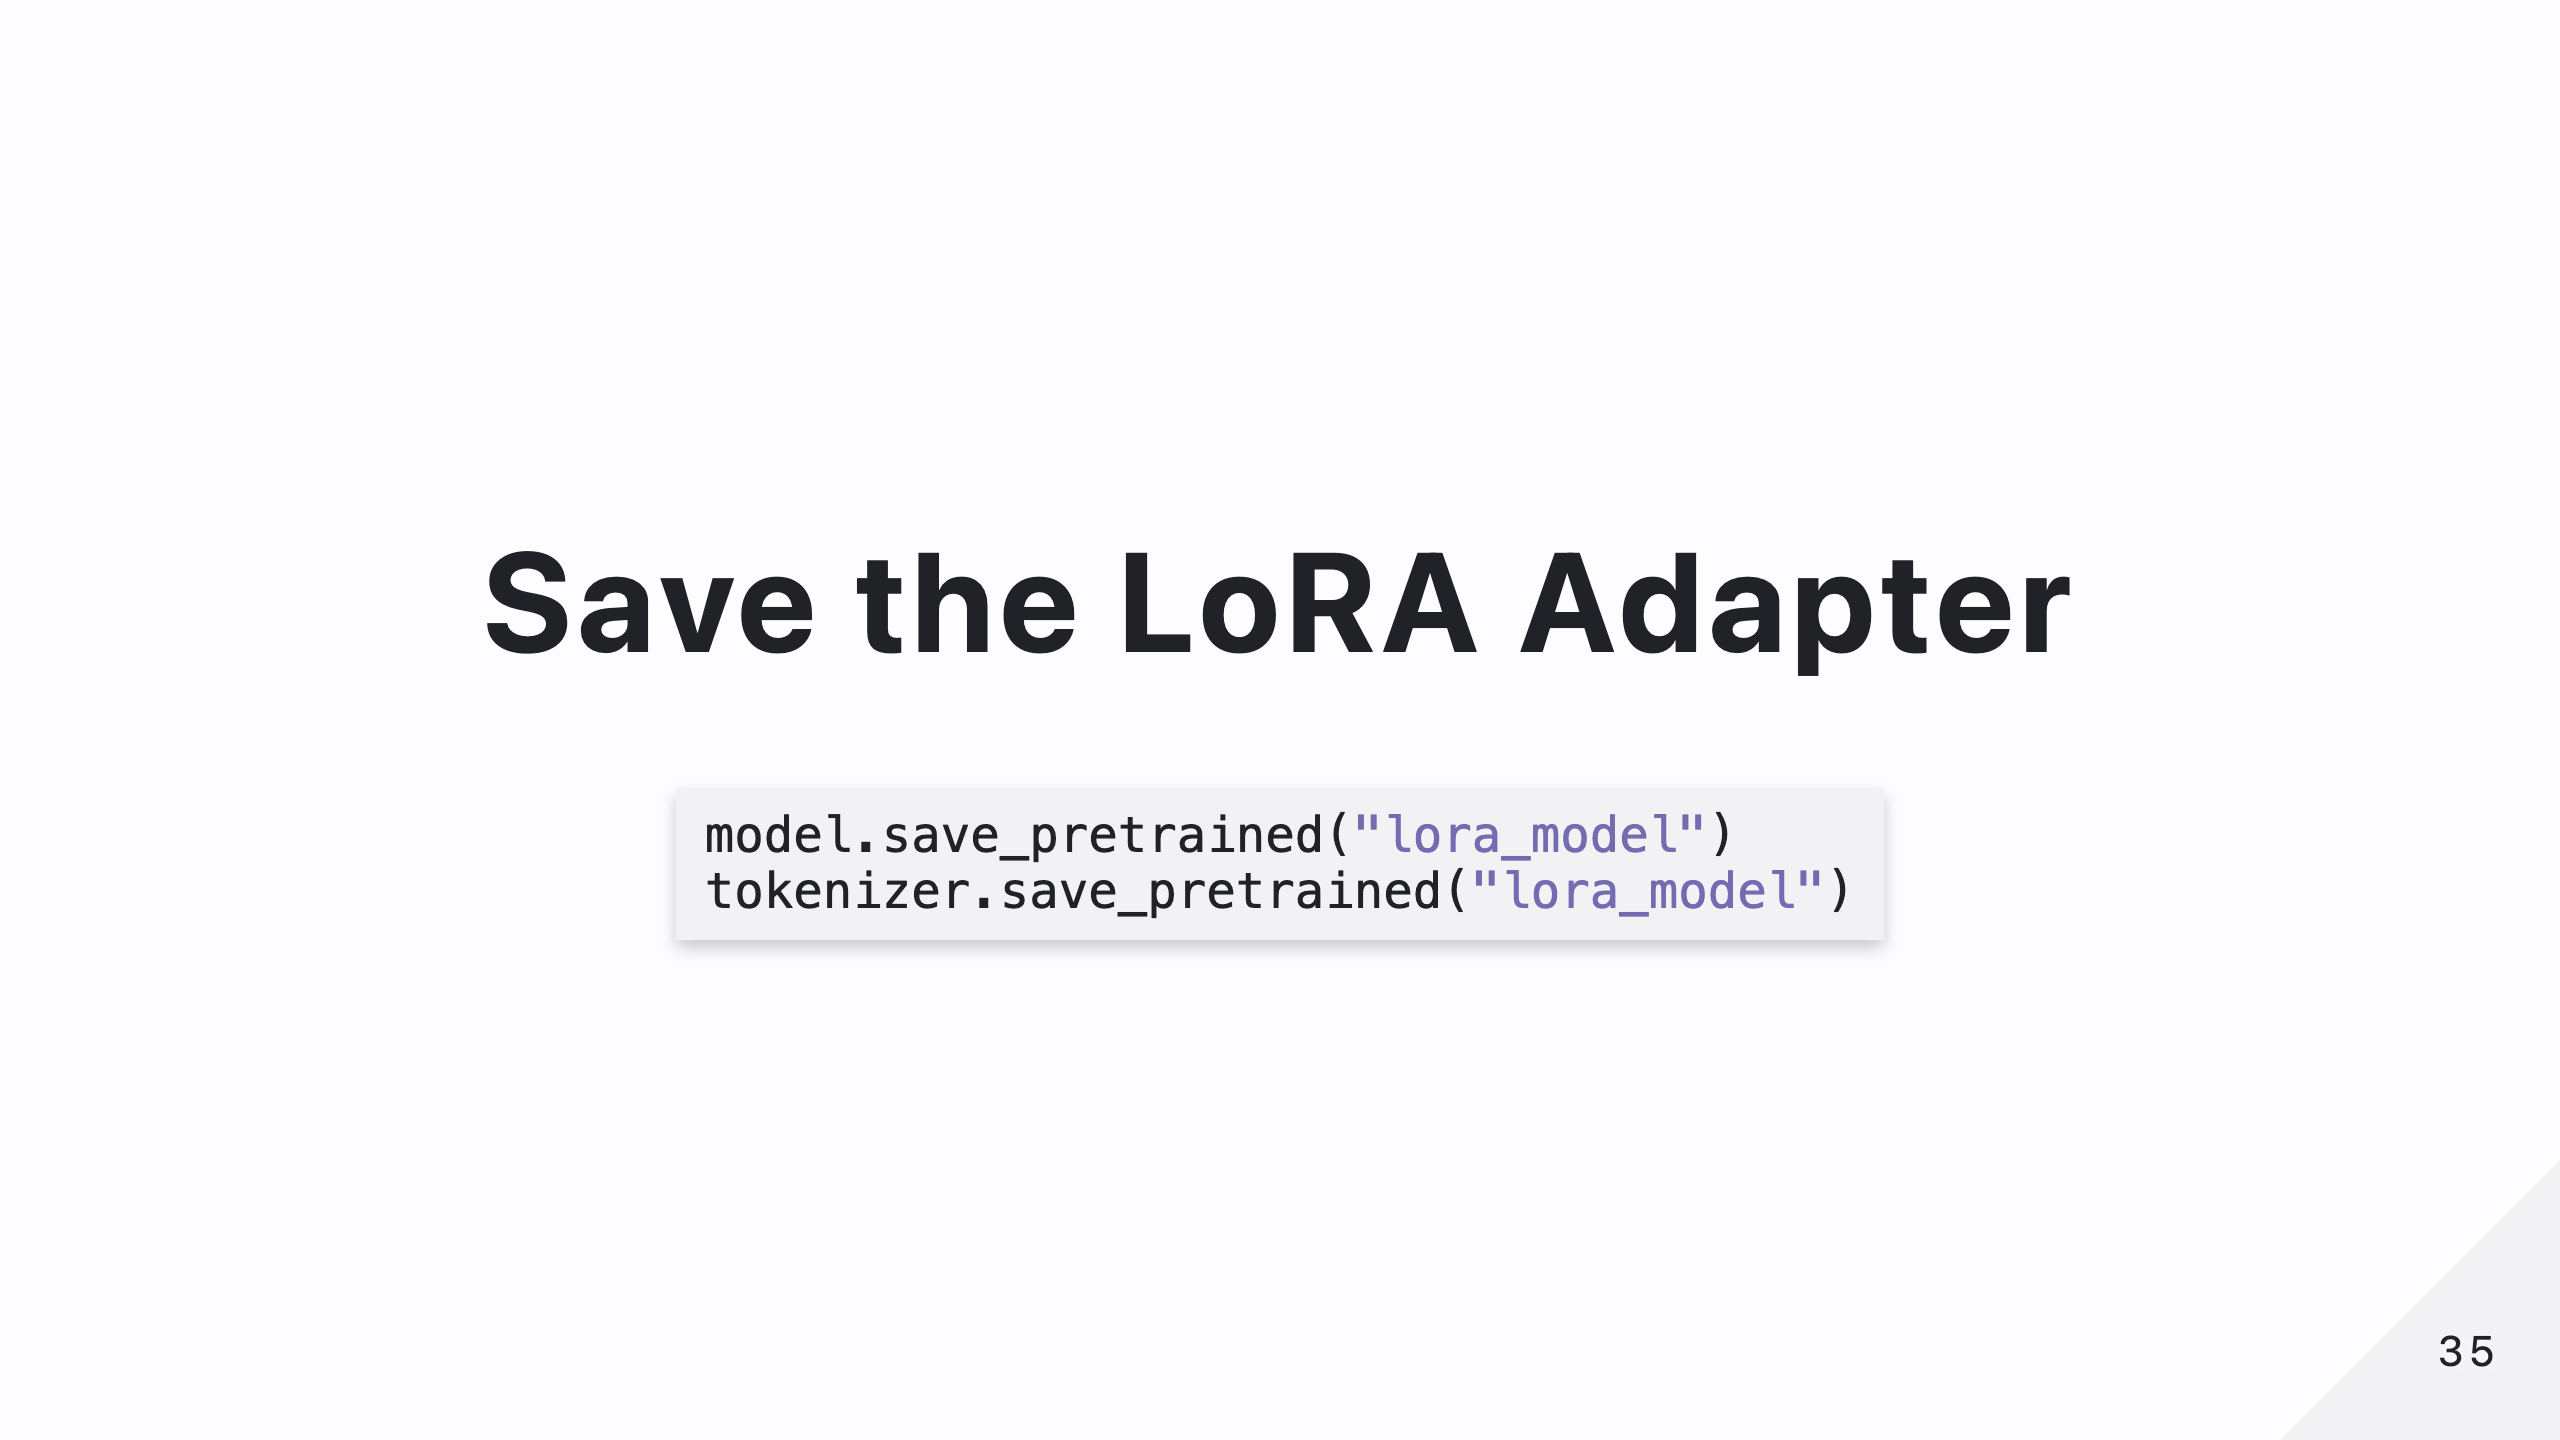 Save the LoRA Adapter
model.save_pretrained("lora_model")
tokenizer.save_pretrained("lora_model")
35